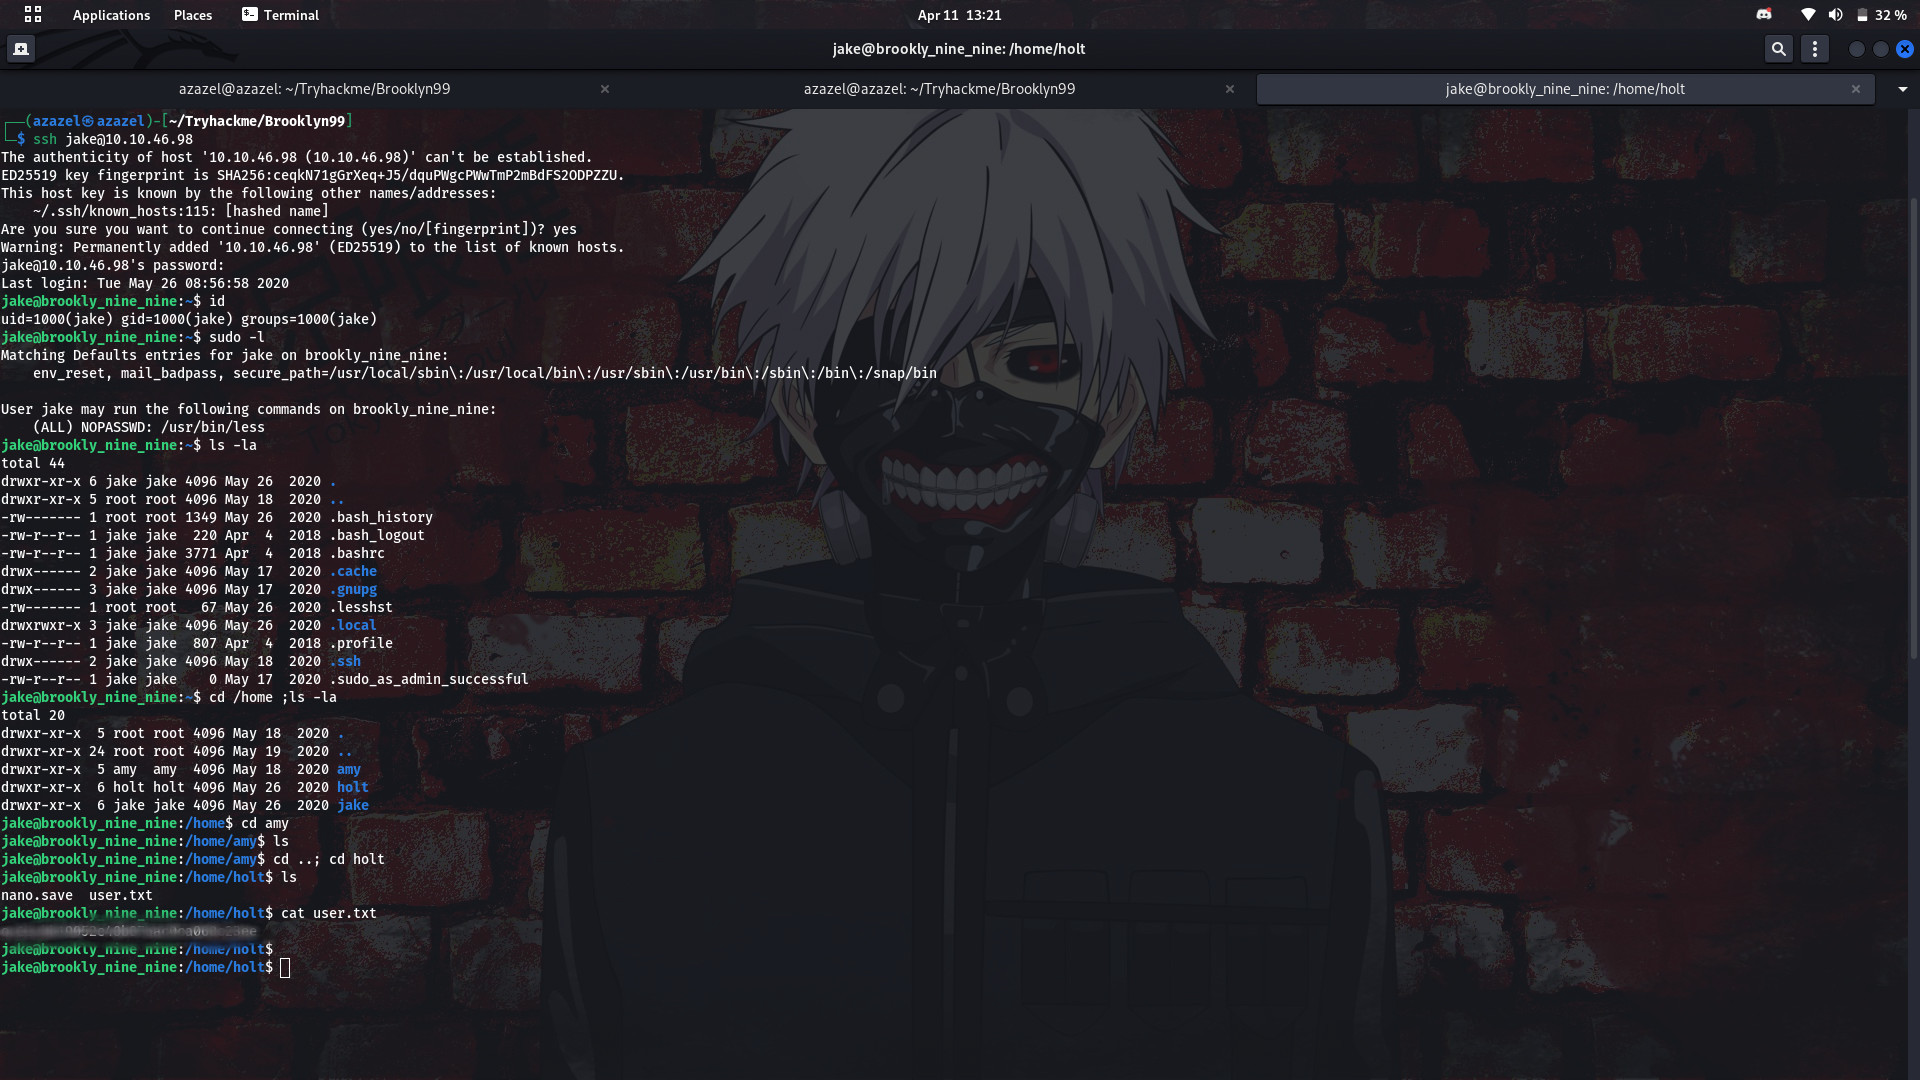 Applications Places Terminal Apr 11 13:21 32 %
jake@brookly_nine_nine: /home/holt
azazel@azazel: ~/Tryhackme/Brooklyn99 azazel@azazel: ~/Tryhackme/Brooklyn99 jake@brookly_nine_nine: /home/holt
┌──(azazel㉿azazel)-[~/Tryhackme/Brooklyn99]
└─$ ssh jake@10.10.46.98
The authenticity of host '10.10.46.98 (10.10.46.98)' can't be established.
ED25519 key fingerprint is SHA256:ceqkN71gGrXeq+J5/dquPWgcPWwTmP2mBdFS2ODPZZU.
This host key is known by the following other names/addresses:
    ~/.ssh/known_hosts:115: [hashed name]
Are you sure you want to continue connecting (yes/no/[fingerprint])? yes
Warning: Permanently added '10.10.46.98' (ED25519) to the list of known hosts.
jake@10.10.46.98's password:
Last login: Tue May 26 08:56:58 2020
jake@brookly_nine_nine:~$ id
uid=1000(jake) gid=1000(jake) groups=1000(jake)
jake@brookly_nine_nine:~$ sudo -l
Matching Defaults entries for jake on brookly_nine_nine:
    env_reset, mail_badpass, secure_path=/usr/local/sbin\:/usr/local/bin\:/usr/sbin\:/usr/bin\:/sbin\:/bin\:/snap/bin
User jake may run the following commands on brookly_nine_nine:
    (ALL) NOPASSWD: /usr/bin/less
jake@brookly_nine_nine:~$ ls -la
total 44
drwxr-xr-x 6 jake jake 4096 May 26  2020 .
drwxr-xr-x 5 root root 4096 May 18  2020 ..
-rw------- 1 root root 1349 May 26  2020 .bash_history
-rw-r--r-- 1 jake jake  220 Apr  4  2018 .bash_logout
-rw-r--r-- 1 jake jake 3771 Apr  4  2018 .bashrc
drwx------ 2 jake jake 4096 May 17  2020 .cache
drwx------ 3 jake jake 4096 May 17  2020 .gnupg
-rw------- 1 root root   67 May 26  2020 .lesshst
drwxrwxr-x 3 jake jake 4096 May 26  2020 .local
-rw-r--r-- 1 jake jake  807 Apr  4  2018 .profile
drwx------ 2 jake jake 4096 May 18  2020 .ssh
-rw-r--r-- 1 jake jake    0 May 17  2020 .sudo_as_admin_successful
jake@brookly_nine_nine:~$ cd /home ;ls -la
total 20
drwxr-xr-x  5 root root 4096 May 18  2020 .
drwxr-xr-x 24 root root 4096 May 19  2020 ..
drwxr-xr-x  5 amy  amy  4096 May 18  2020 amy
drwxr-xr-x  6 holt holt 4096 May 26  2020 holt
drwxr-xr-x  6 jake jake 4096 May 26  2020 jake
jake@brookly_nine_nine:/home$ cd amy
jake@brookly_nine_nine:/home/amy$ ls
jake@brookly_nine_nine:/home/amy$ cd ..; cd holt
jake@brookly_nine_nine:/home/holt$ ls
nano.save  user.txt
jake@brookly_nine_nine:/home/holt$ cat user.txt
jake@brookly_nine_nine:/home/holt$
jake@brookly_nine_nine:/home/holt$